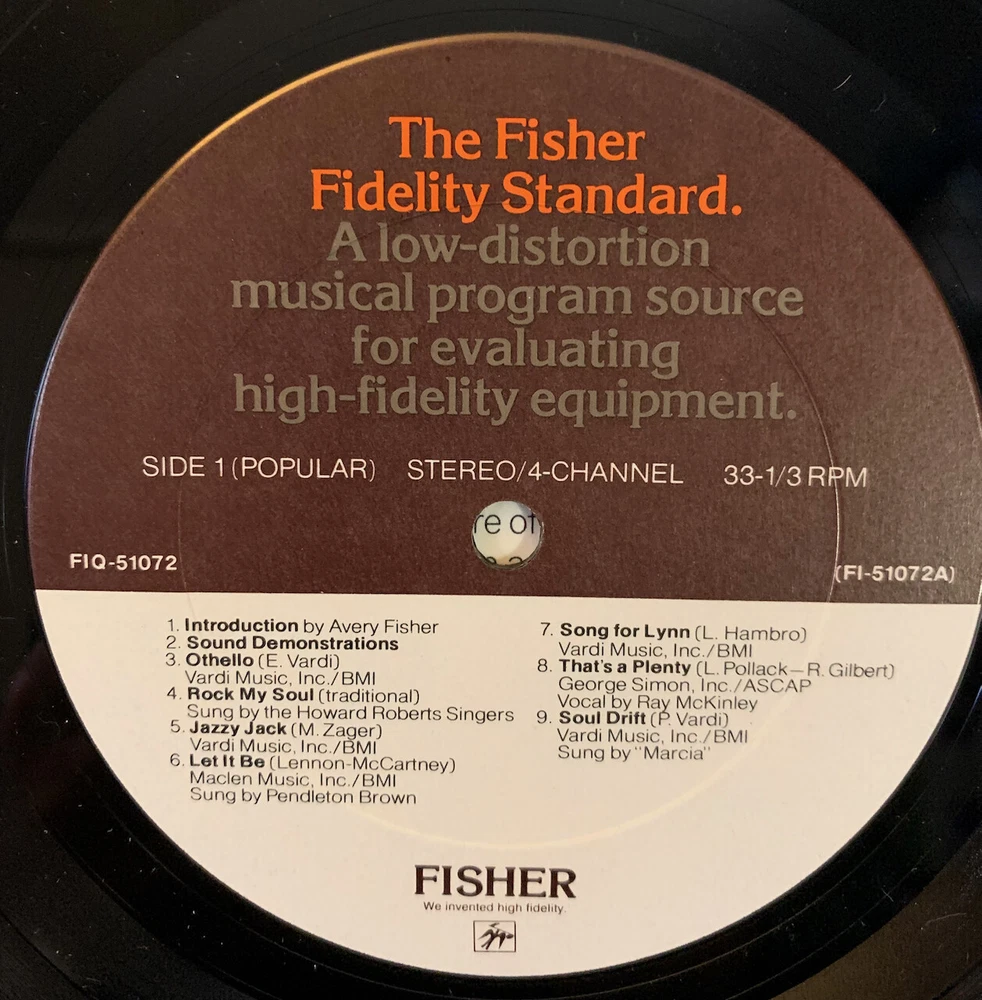 The Fisher
Fidelity Standard.
A low-distortion
musical program source
for evaluating
high-fidelity equipment.
SIDE 1 (POPULAR) STEREO/4-CHANNEL 33-1/3 RPM
re of
FIQ-51072 (FI-51072A)
1. Introduction by Avery Fisher
2. Sound Demonstrations
3. Othello (E. Vardi)
Vardi Music, Inc./BMI
4. Rock My Soul (traditional)
Sung by the Howard Roberts Singers
5. Jazzy Jack (M. Zager)
Vardi Music, Inc./BMI
6. Let It Be (Lennon-McCartney)
Maclen Music, Inc./BMI
Sung by Pendleton Brown
7. Song for Lynn (L. Hambro)
Vardi Music, Inc./BMI
8. That's a Plenty (L. Pollack—R. Gilbert)
George Simon, Inc./ASCAP
Vocal by Ray McKinley
9. Soul Drift (P. Vardi)
Vardi Music, Inc./BMI
Sung by "Marcia"
FISHER
We invented high fidelity.